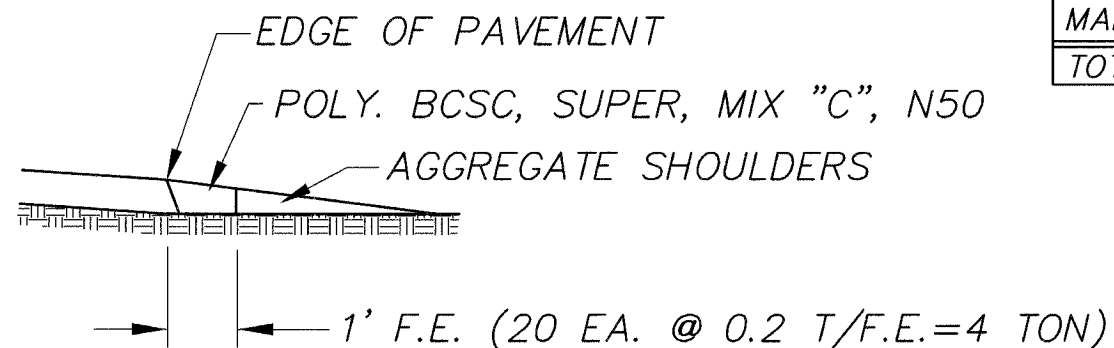 EDGE OF PAVEMENT
POLY. BCSC, SUPER, MIX "C", N50
AGGREGATE SHOULDERS
1' F.E. (20 EA. @ 0.2 T/F.E.=4 TON)